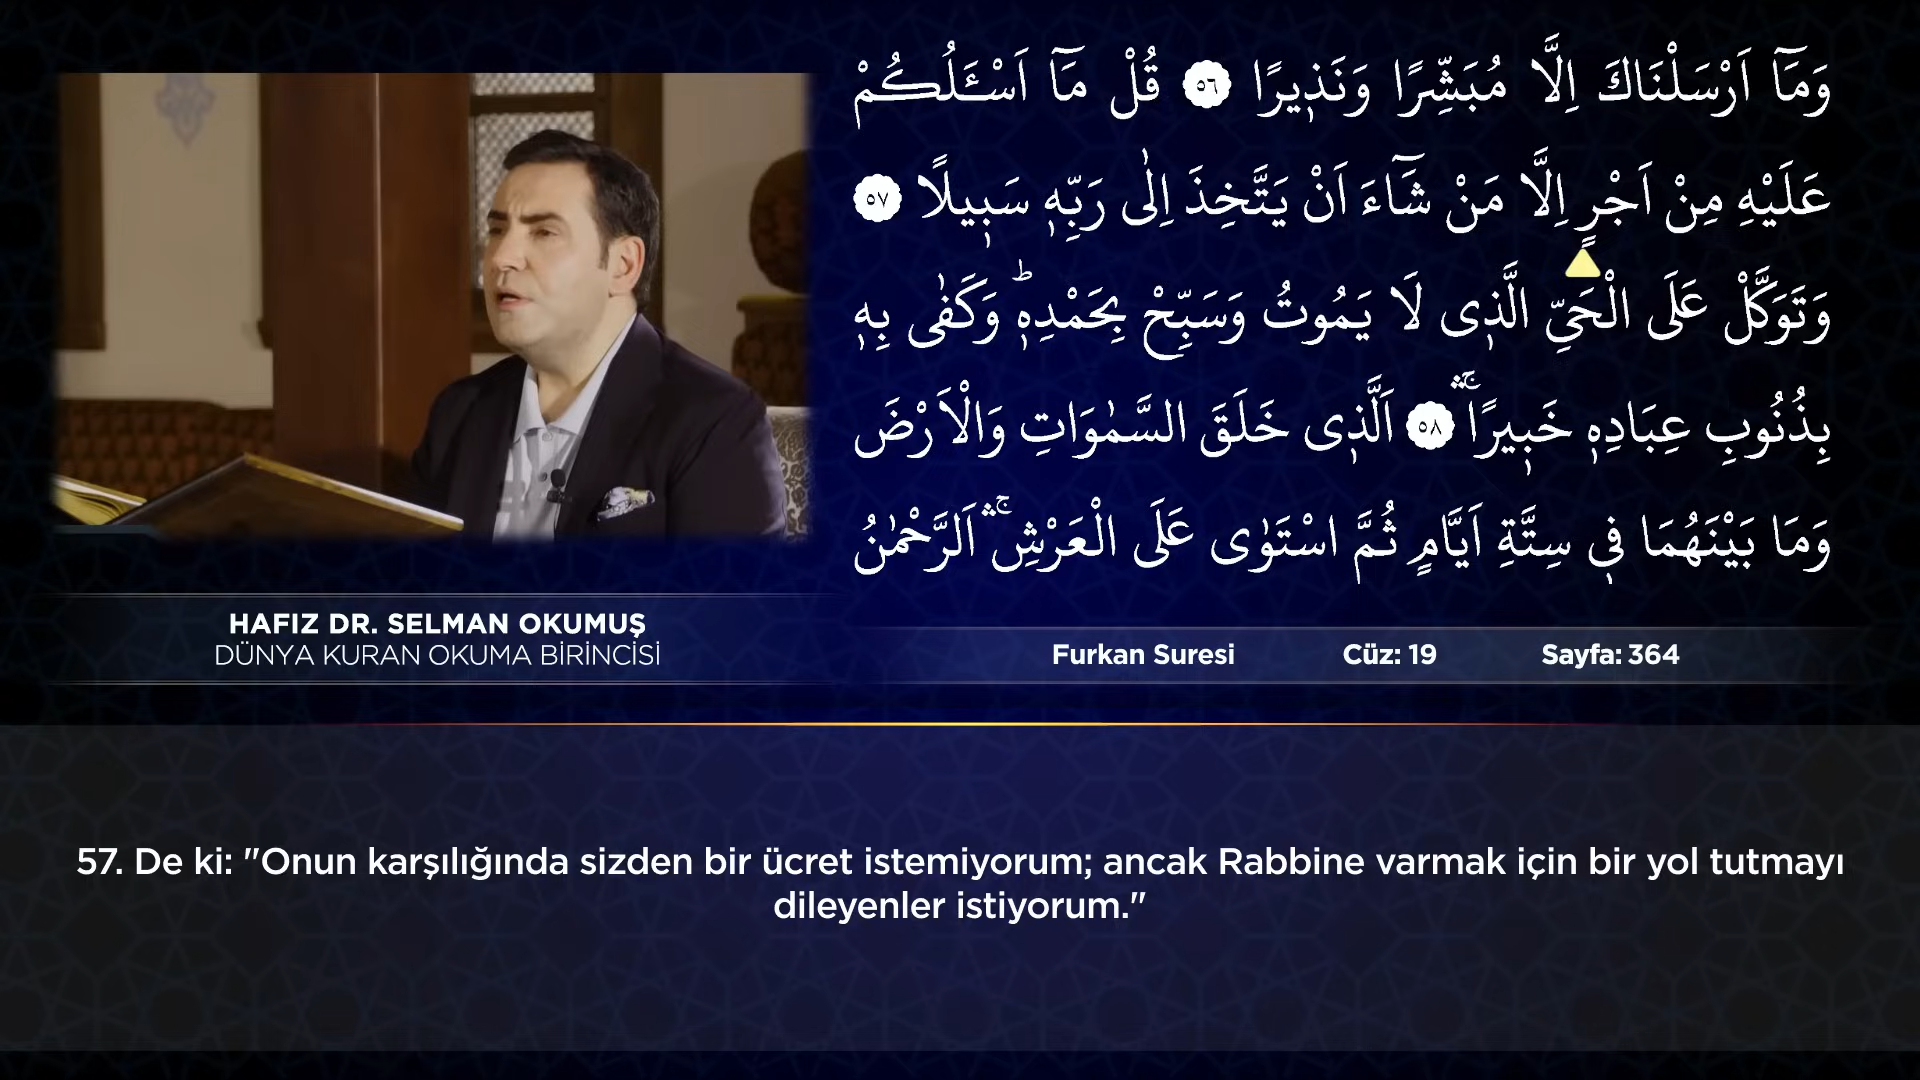 وَمَٓا اَرْسَلْنَاكَ اِلَّا مُبَشِّرًا وَنَذٖيرًا ٥٦ قُلْ مَٓا اَسْـَٔلُكُمْ
عَلَيْهِ مِنْ اَجْرٍ اِلَّا مَنْ شَٓاءَ اَنْ يَتَّخِذَ اِلٰى رَبِّهٖ سَبٖيلًا ٥٧
وَتَوَكَّلْ عَلَى الْحَيِّ الَّذٖى لَا يَمُوتُ وَسَبِّحْ بِحَمْدِهٖؕ وَكَفٰى بِهٖ
بِذُنُوبِ عِبَادِهٖ خَبٖيرًاۚۛ ٥٨ اَلَّذٖى خَلَقَ السَّمٰوَاتِ وَالْاَرْضَ
وَمَا بَيْنَهُمَا فٖى سِتَّةِ اَيَّامٍ ثُمَّ اسْتَوٰى عَلَى الْعَرْشِۚۛ اَلرَّحْمٰنُ
HAFIZ DR. SELMAN OKUMUŞ
DÜNYA KURAN OKUMA BİRİNCİSİ
Furkan Suresi Cüz: 19 Sayfa: 364
57. De ki: "Onun karşılığında sizden bir ücret istemiyorum; ancak Rabbine varmak için bir yol tutmayı
dileyenler istiyorum."